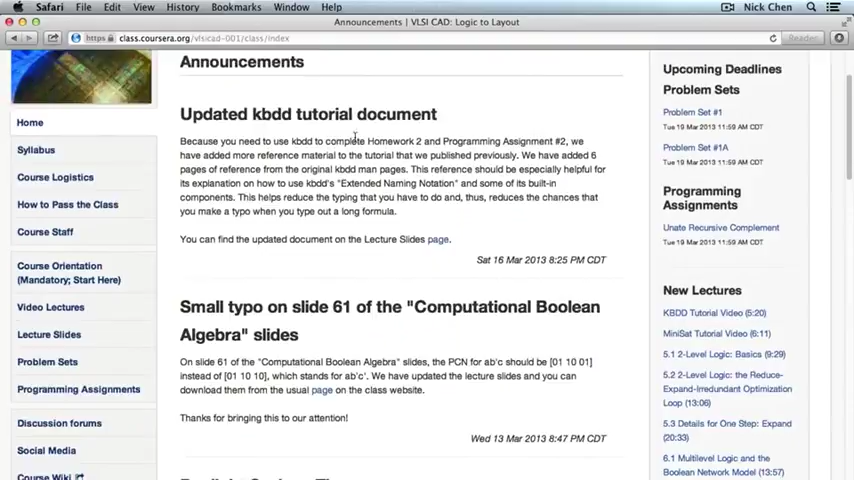 Safari File Edit View History Bookmarks Window Help Nick Chen
Announcements | VLSI CAD: Logic to Layout
https class.coursera.org/vlsicad-001/class/index Reader
Announcements
Updated kbdd tutorial document
Because you need to use kbdd to complete Homework 2 and Programming Assignment #2, we
have added more reference material to the tutorial that we published previously. We have added 6
pages of reference from the original kbdd man pages. This reference should be especially helpful for
its explanation on how to use kbdd's "Extended Naming Notation" and some of its built-in
components. This helps reduce the typing that you have to do and, thus, reduces the chances that
you make a typo when you type out a long formula.
You can find the updated document on the Lecture Slides page.
Sat 16 Mar 2013 8:25 PM CDT
Small typo on slide 61 of the "Computational Boolean
Algebra" slides
On slide 61 of the "Computational Boolean Algebra" slides, the PCN for ab'c should be [01 10 01]
instead of [01 10 10], which stands for ab'c'. We have updated the lecture slides and you can
download them from the usual page on the class website.
Thanks for bringing this to our attention!
Wed 13 Mar 2013 8:47 PM CDT
Home
Syllabus
Course Logistics
How to Pass the Class
Course Staff
Course Orientation
(Mandatory; Start Here)
Video Lectures
Lecture Slides
Problem Sets
Programming Assignments
Discussion forums
Social Media
Course Wiki
Upcoming Deadlines
Problem Sets
Problem Set #1
Tue 19 Mar 2013 11:59 AM CDT
Problem Set #1A
Tue 19 Mar 2013 11:59 AM CDT
Programming
Assignments
Unate Recursive Complement
Tue 19 Mar 2013 11:59 AM CDT
New Lectures
KBDD Tutorial Video (5:20)
MiniSat Tutorial Video (6:11)
5.1 2-Level Logic: Basics (9:29)
5.2 2-Level Logic: the Reduce-
Expand-Irredundant Optimization
Loop (13:06)
5.3 Details for One Step: Expand
(20:33)
6.1 Multilevel Logic and the
Boolean Network Model (13:57)